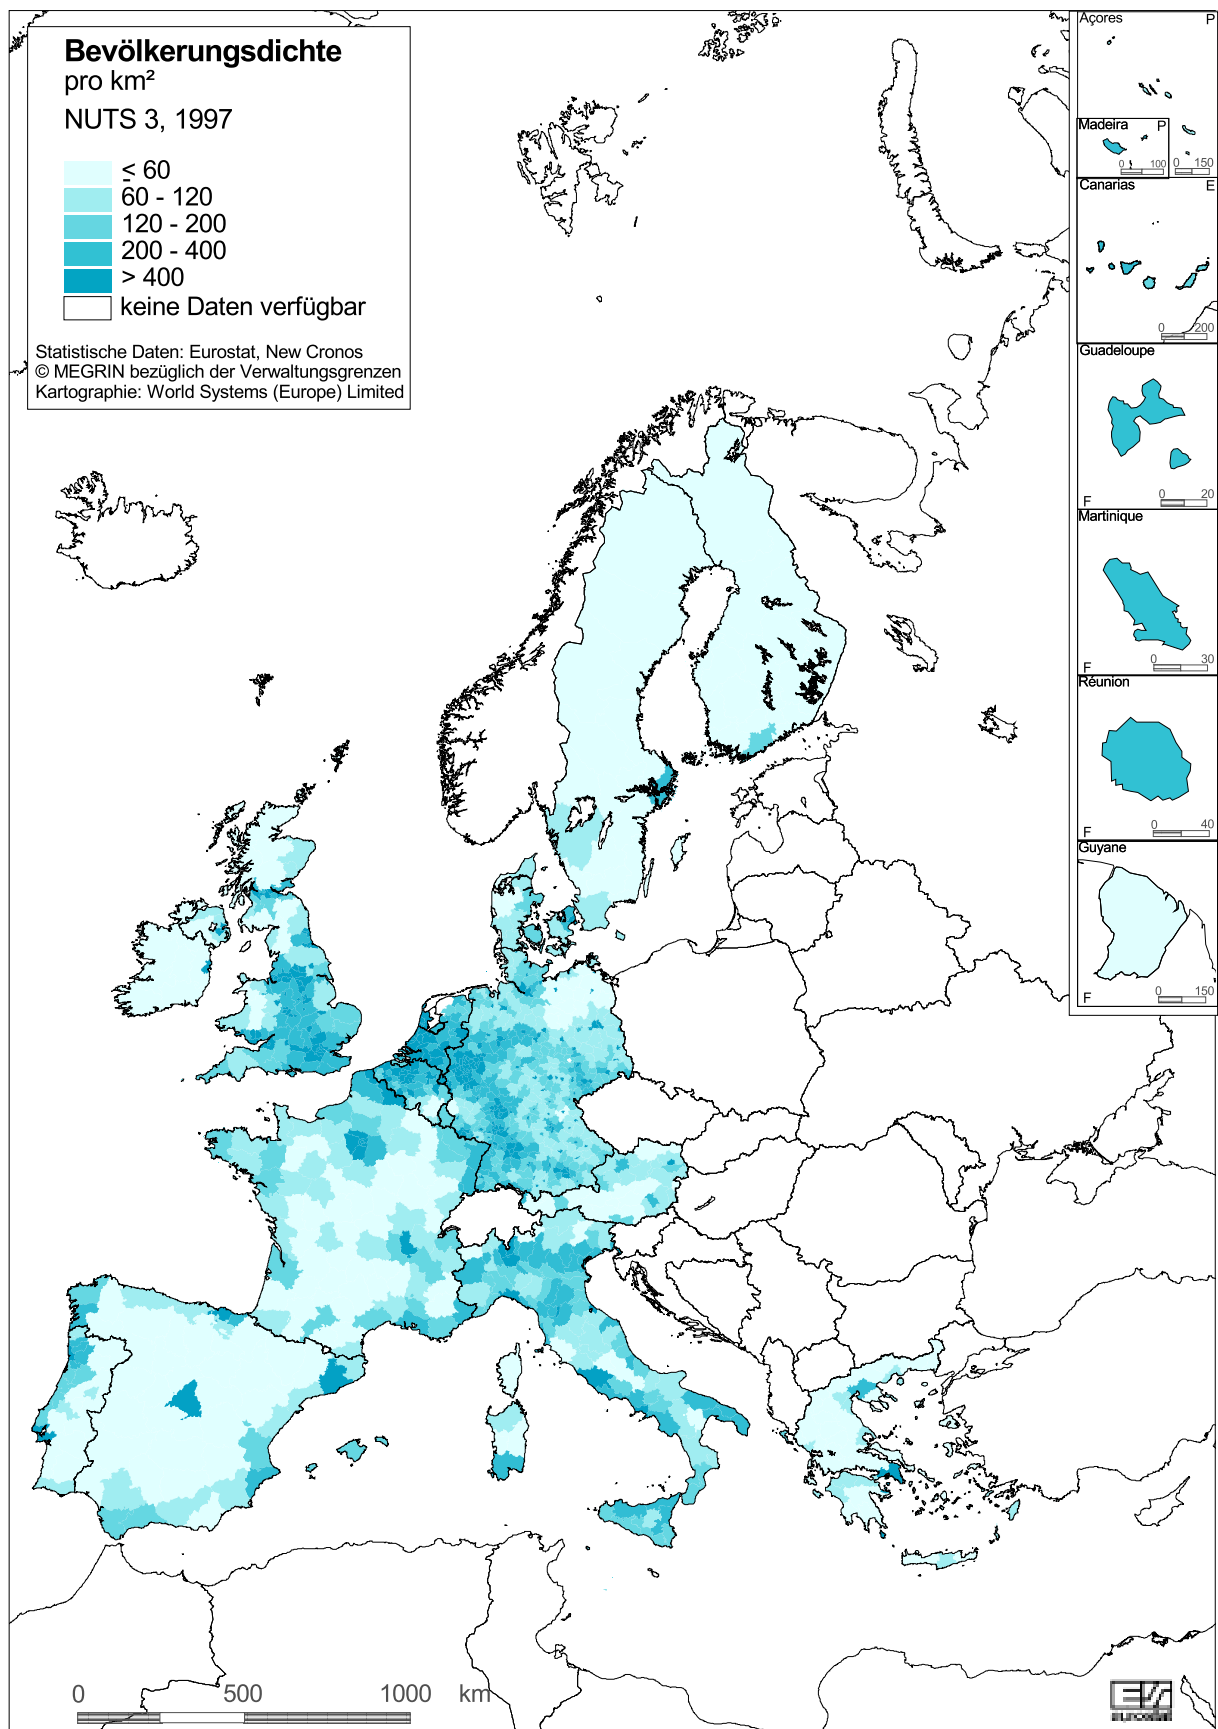 Bevölkerungsdichte
pro km²
NUTS 3, 1997
≤ 60
60 - 120
120 - 200
200 - 400
> 400
keine Daten verfügbar
Statistische Daten: Eurostat, New Cronos
© MEGRIN bezüglich der Verwaltungsgrenzen
Kartographie: World Systems (Europe) Limited
Açores P
Madeira P
0 100
0 150
Canarias E
0 200
Guadeloupe
F 0 20
Martinique
F 0 30
Réunion
F 0 40
Guyane
F 0 150
0 500 1000 km
eurostat